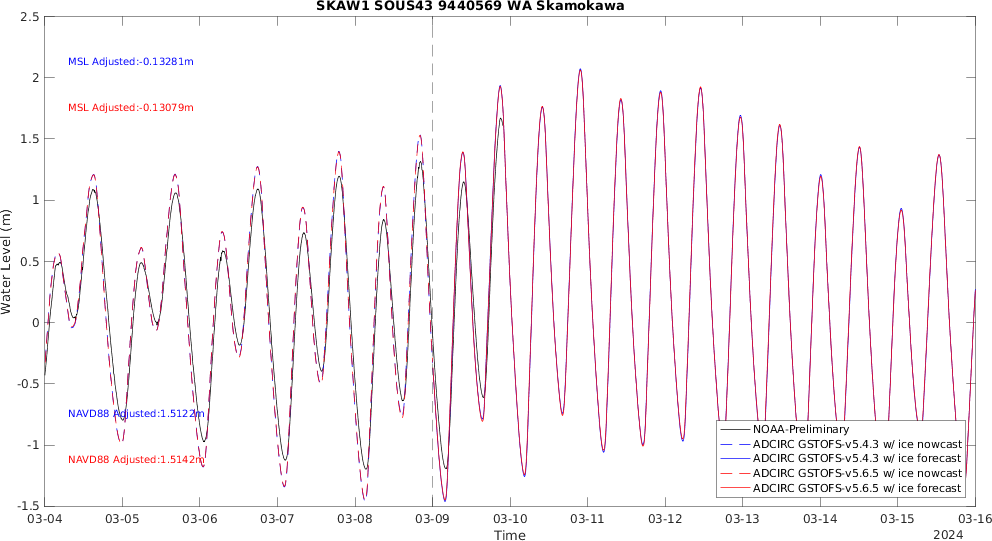 SKAW1 SOUS43 9440569 WA Skamokawa
2.5
2
1.5
1
0.5
0
-0.5
-1
-1.5
Water Level (m)
MSL Adjusted:-0.13281m
MSL Adjusted:-0.13079m
NAVD88 Adjusted:1.5122m
NAVD88 Adjusted:1.5142m
NOAA-Preliminary
ADCIRC GSTOFS-v5.4.3 w/ ice nowcast
ADCIRC GSTOFS-v5.4.3 w/ ice forecast
ADCIRC GSTOFS-v5.6.5 w/ ice nowcast
ADCIRC GSTOFS-v5.6.5 w/ ice forecast
03-04 03-05 03-06 03-07 03-08 03-09 03-10 03-11 03-12 03-13 03-14 03-15 03-16
Time
2024